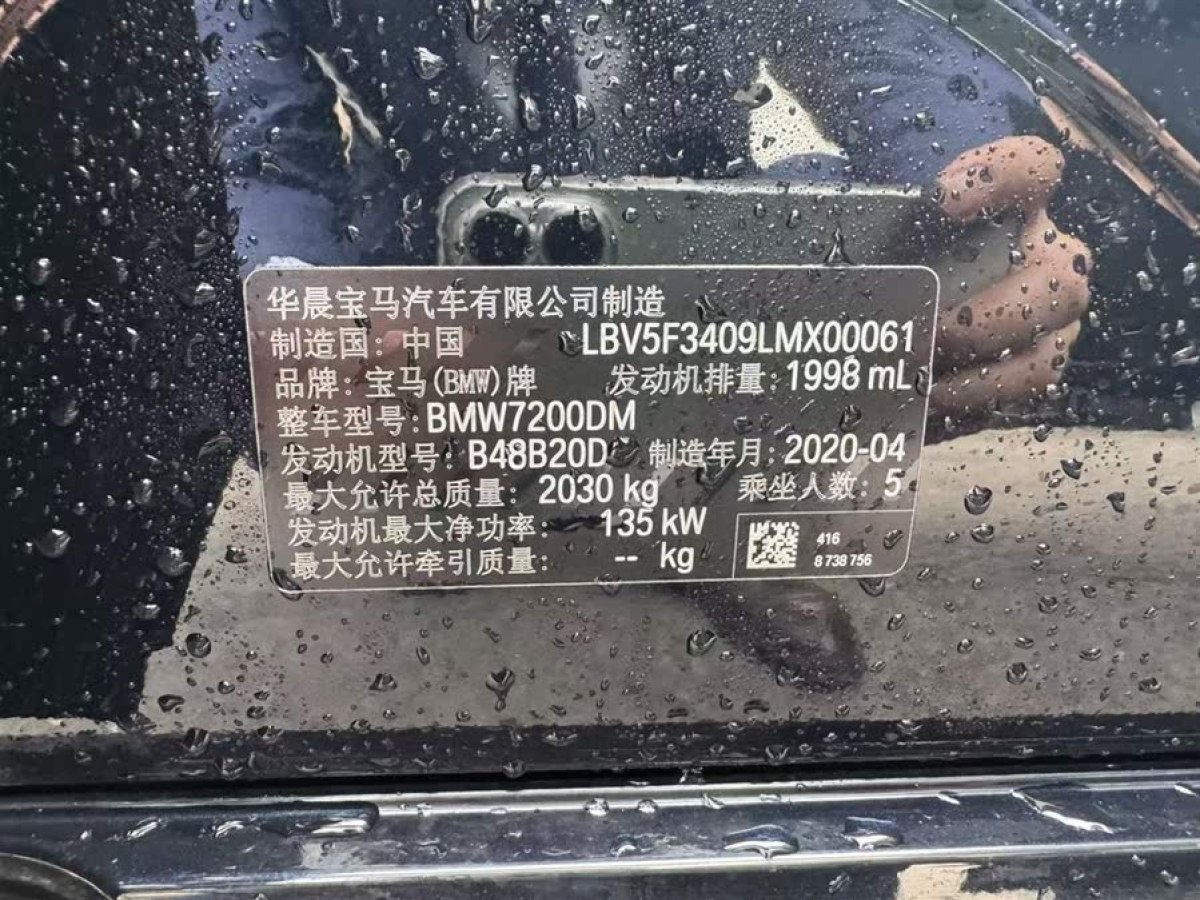 华晨宝马汽车有限公司制造
制造国：中国 LBV5F3409LMX00061
品牌：宝马(BMW)牌 发动机排量：1998 mL
整车型号：BMW7200DM
发动机型号：B48B20D 制造年月：2020-04
最大允许总质量：2030 kg 乘坐人数：5
发动机最大净功率：135 kW
最大允许牵引质量：-- kg
416
8 738 756